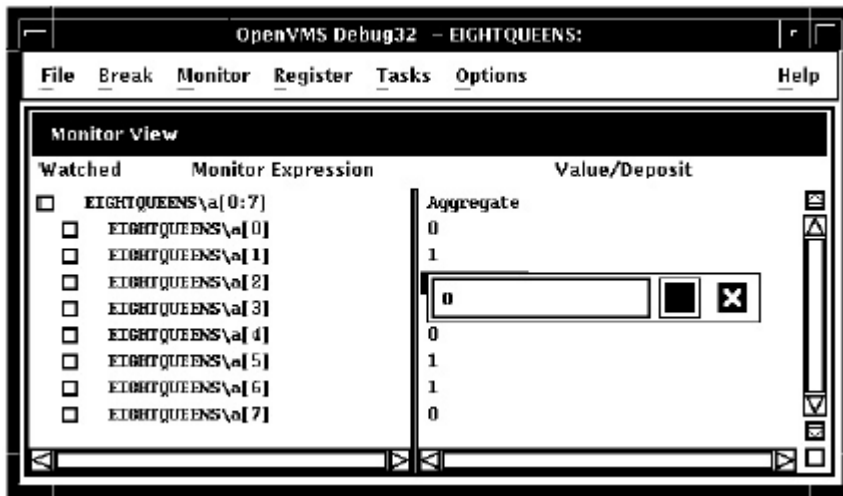 OpenVMS Debug32 - EIGHTQUEENS:
File Break Monitor Register Tasks Options Help
Monitor View
Watched Monitor Expression Value/Deposit
EIGHTQUEENS\a[0:7] Aggregate
EIGHTQUEENS\a[0] 0
EIGHTQUEENS\a[1] 1
EIGHTQUEENS\a[2]
EIGHTQUEENS\a[3] 0
EIGHTQUEENS\a[4] 0
EIGHTQUEENS\a[5] 1
EIGHTQUEENS\a[6] 1
EIGHTQUEENS\a[7] 0